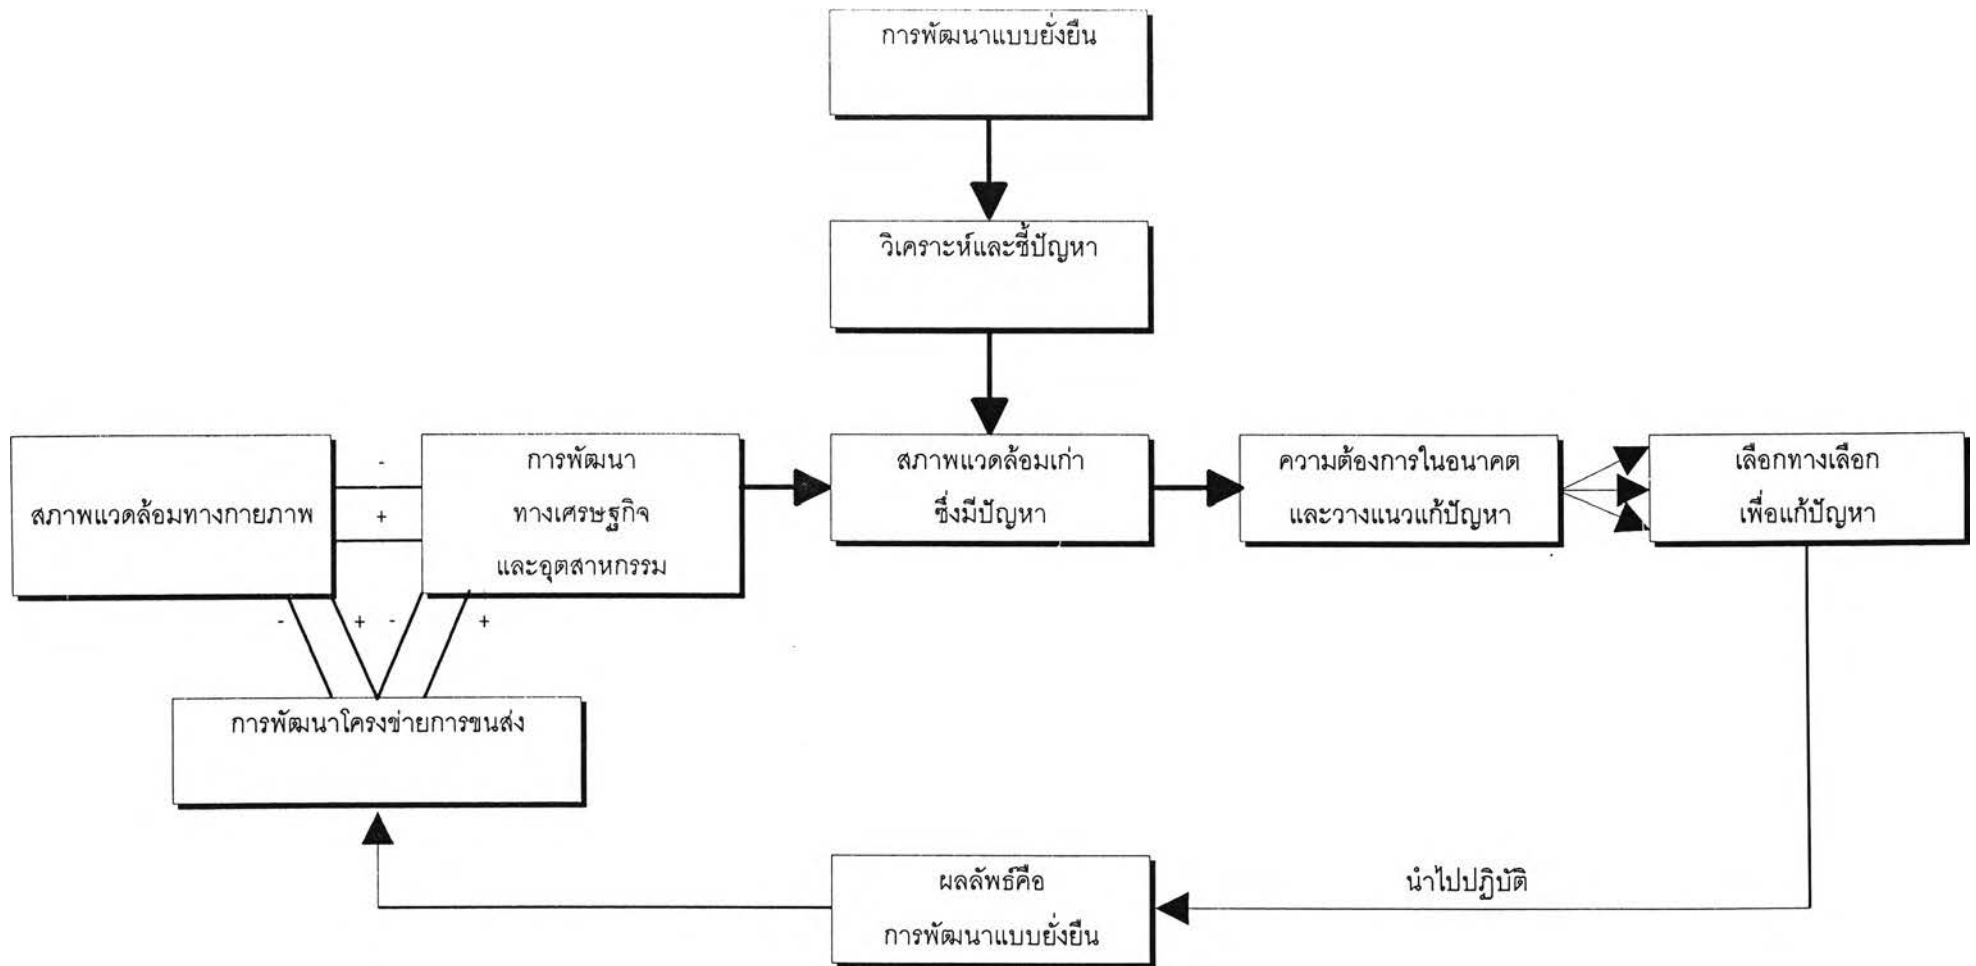 การพัฒนาแบบยั่งยืน
วิเคราะห์และชี้ปัญหา
สภาพแวดล้อมทางกายภาพ
-
+
การพัฒนา
ทางเศรษฐกิจ
และอุตสาหกรรม
สภาพแวดล้อมเก่า
ซึ่งมีปัญหา
ความต้องการในอนาคต
และวางแนวแก้ปัญหา
เลือกทางเลือก
เพื่อแก้ปัญหา
- + - +
การพัฒนาโครงข่ายการขนส่ง
ผลลัพธ์คือ
การพัฒนาแบบยั่งยืน
นำไปปฏิบัติ